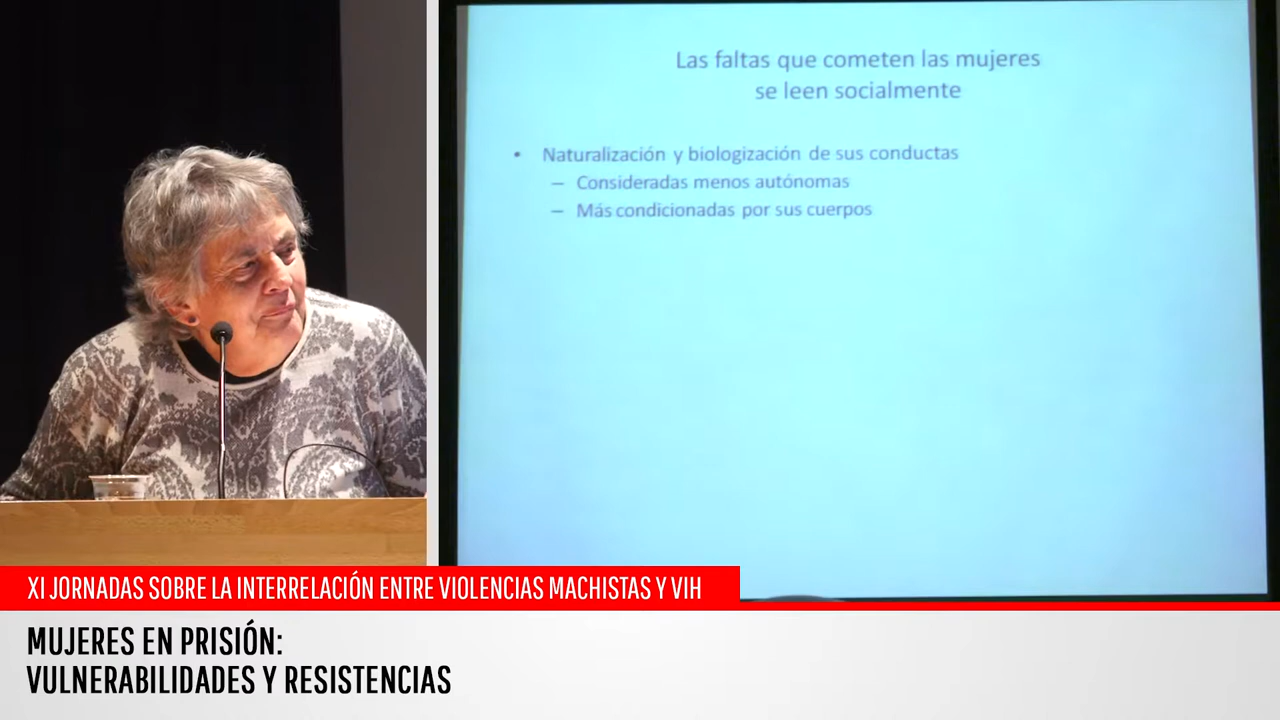 Las faltas que cometen las mujeres
se leen socialmente
• Naturalización y biologización de sus conductas
– Consideradas menos autónomas
– Más condicionadas por sus cuerpos
XI JORNADAS SOBRE LA INTERRELACIÓN ENTRE VIOLENCIAS MACHISTAS Y VIH
MUJERES EN PRISIÓN:
VULNERABILIDADES Y RESISTENCIAS